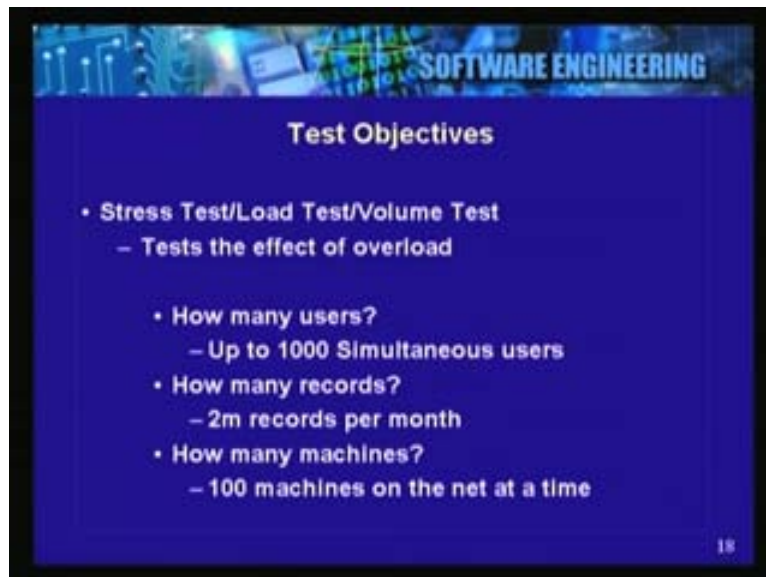 SOFTWARE ENGINEERING
Test Objectives
• Stress Test/Load Test/Volume Test
– Tests the effect of overload
• How many users?
– Up to 1000 Simultaneous users
• How many records?
– 2m records per month
• How many machines?
– 100 machines on the net at a time
18